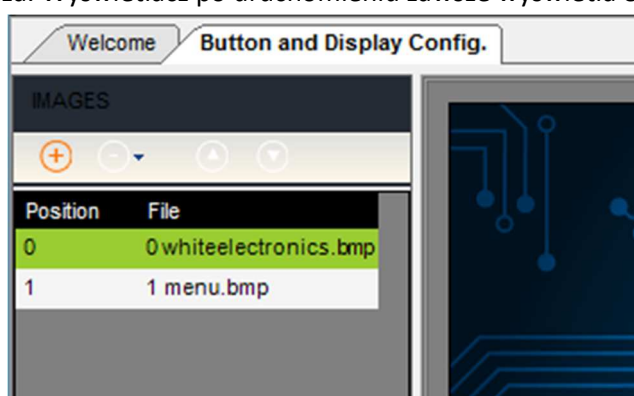 Welcome
Button and Display Config.
IMAGES
Position File
0 0 whiteelectronics.bmp
1 1 menu.bmp